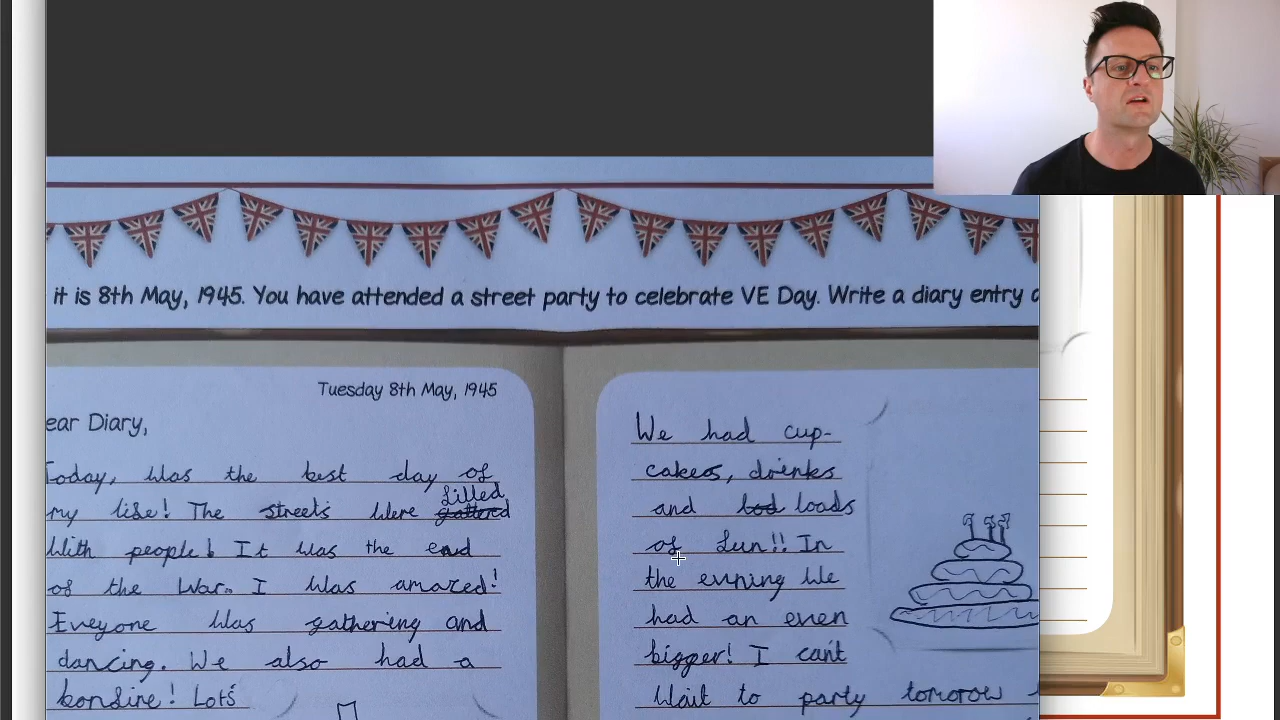 it is 8th May, 1945. You have attended a street party to celebrate VE Day. Write a diary entry
Tuesday 8th May, 1945
ear Diary,
Today, was the best day of
my life! The streets were gattered filled
With people! It was the end
of the War. I was amazed!
Eveyone was gathering and
dancing. We also had a
bonfire! Lots
We had cup-
cakes, drinks
and loads
of fun!! In
the evning We
had an even
bigger! I can't
Wait to party tomorow